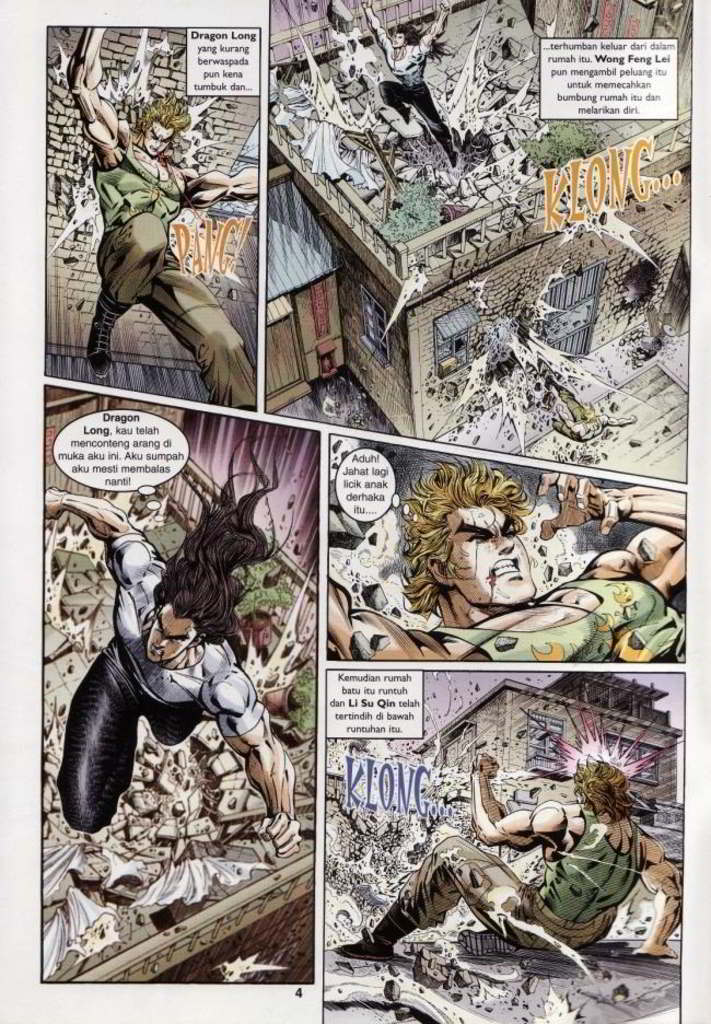 Dragon Long
yang kurang
berwaspada
pun kena
tumbuk dan...
PANG!
...terhumban keluar dari dalam
rumah itu. Wong Feng Lei
pun mengambil peluang itu
untuk memecahkan
bumbung rumah itu dan
melarikan diri.
KLONG...
Dragon
Long, kau telah
menconteng arang di
muka aku ini. Aku sumpah
aku mesti membalas
nanti!
Aduh!
Jahat lagi
licik anak
derhaka
itu....
Kemudian rumah
batu itu runtuh
dan Li Su Qin telah
tertindih di bawah
runtuhan itu.
KLONG...
4